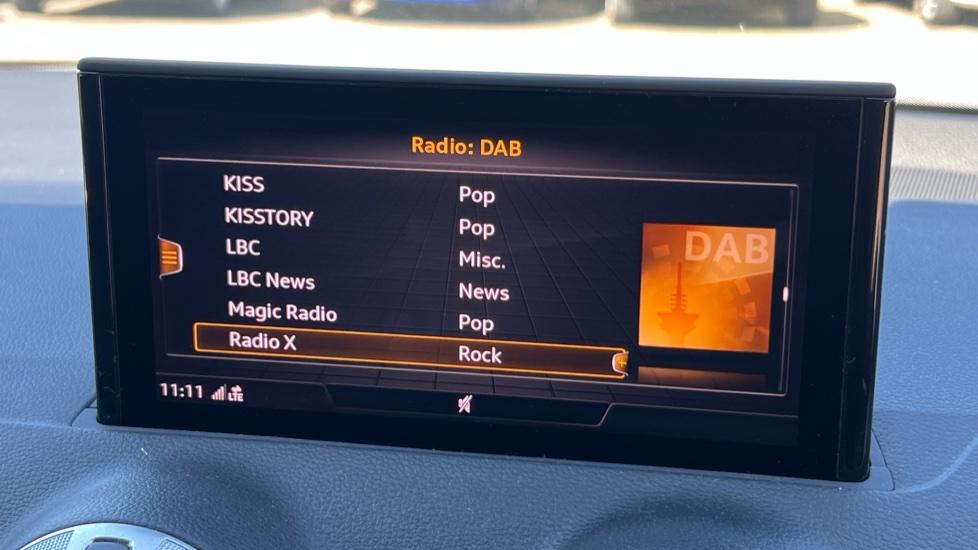 Radio: DAB
KISS Pop
KISSTORY Pop
LBC Misc.
LBC News News
Magic Radio Pop
Radio X Rock
DAB
11:11 LTE